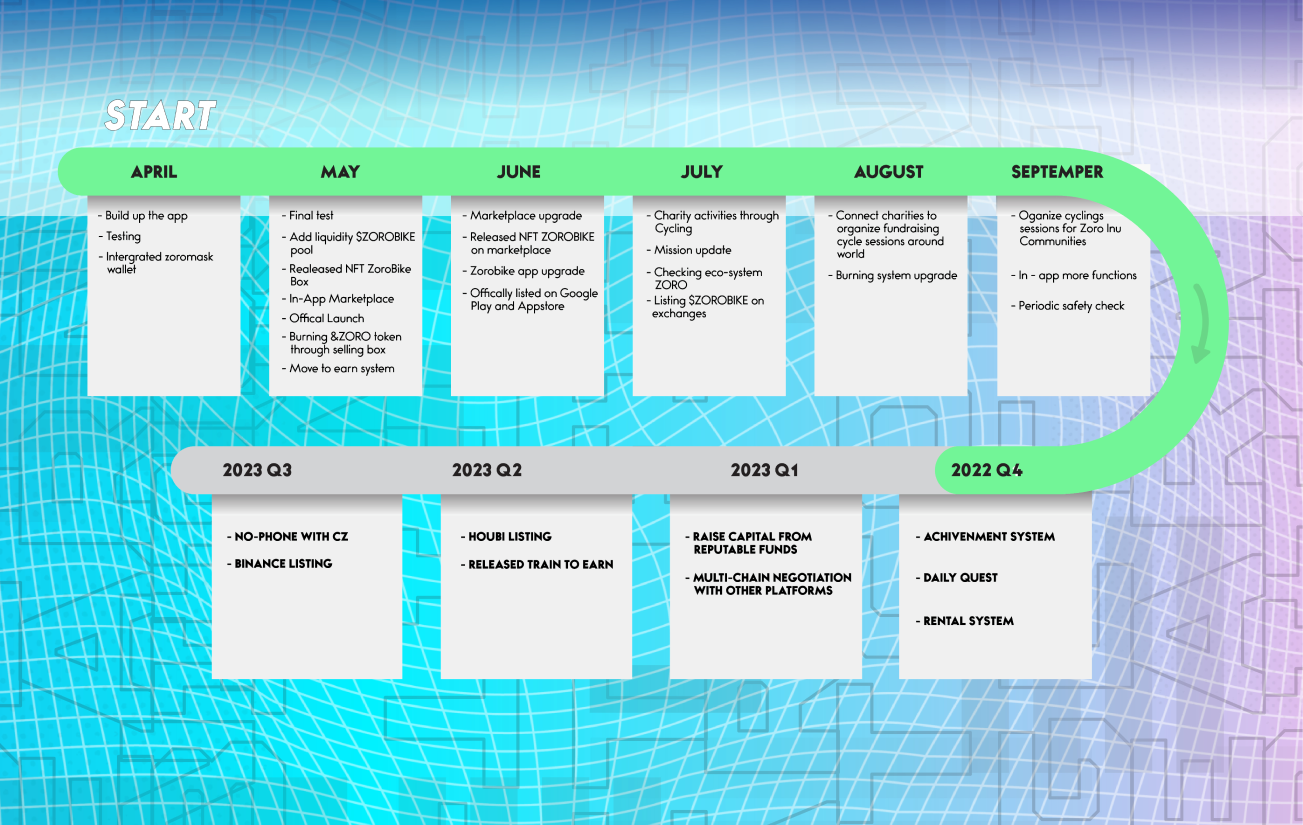 START
APRIL
- Build up the app
- Testing
- Intergrated zoromask
wallet
MAY
- Final test
- Add liquidity $ZOROBIKE
pool
- Realeased NFT ZoroBike
Box
- In-App Marketplace
- Offical Launch
- Burning &ZORO token
through selling box
- Move to earn system
JUNE
- Marketplace upgrade
- Released NFT ZOROBIKE
on marketplace
- Zorobike app upgrade
- Offically listed on Google
Play and Appstore
JULY
- Charity activities through
Cycling
- Mission update
- Checking eco-system
ZORO
- Listing $ZOROBIKE on
exchanges
AUGUST
- Connect charities to
organize fundraising
cycle sessions around
world
- Burning system upgrade
SEPTEMPER
- Oganize cyclings
sessions for Zoro Inu
Communities
- In - app more functions
- Periodic safety check
2023 Q3
- NO-PHONE WITH CZ
- BINANCE LISTING
2023 Q2
- HOUBI LISTING
- RELEASED TRAIN TO EARN
2023 Q1
- RAISE CAPITAL FROM
REPUTABLE FUNDS
- MULTI-CHAIN NEGOTIATION
WITH OTHER PLATFORMS
2022 Q4
- ACHIVENMENT SYSTEM
- DAILY QUEST
- RENTAL SYSTEM